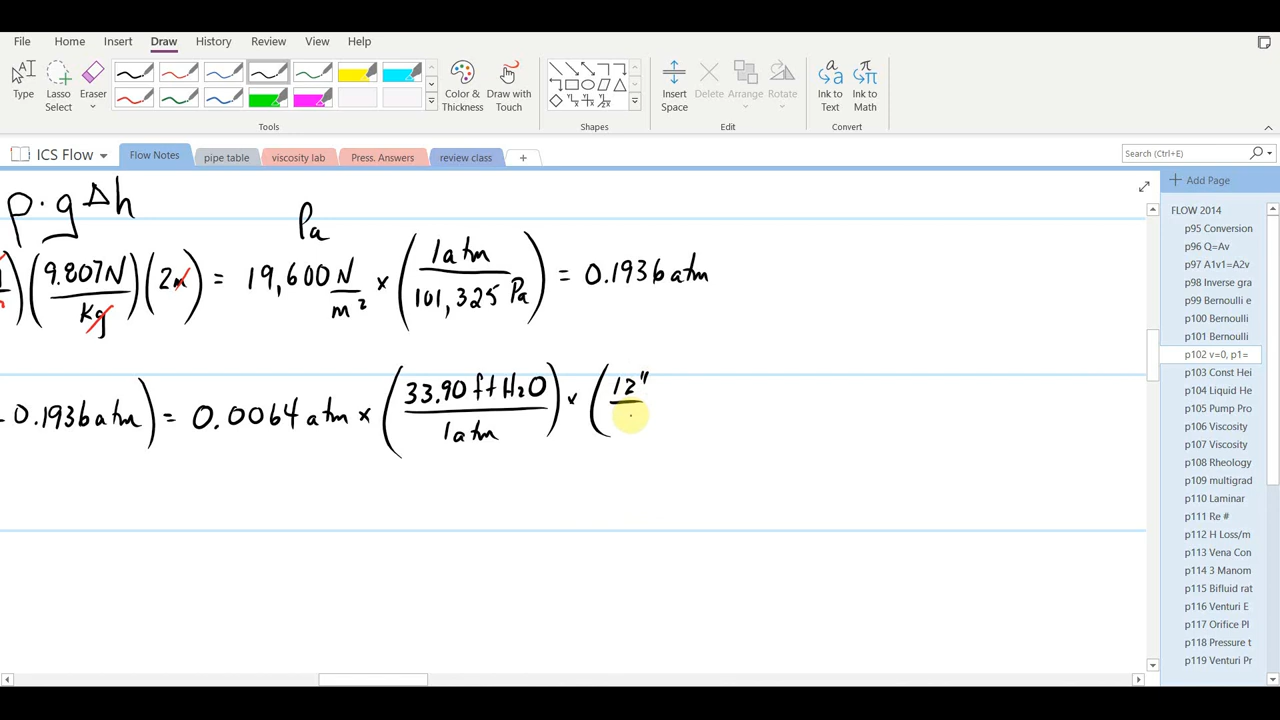 File Home Insert Draw History Review View Help
Type Lasso Select Eraser Color & Thickness Draw with Touch Insert Space Delete Arrange Rotate Ink to Text Ink to Math
Tools Shapes Edit Convert
ICS Flow Flow Notes pipe table viscosity lab Press. Answers review class + Search (Ctrl+E)
ρ·gΔh
Pa
(9.807N/kg)(2m) = 19,600 N/m² × (1atm/101,325 Pa) = 0.1936 atm
0.1936 atm) = 0.0064 atm × (33.90 ft H2O/1atm) × (12"
+ Add Page
FLOW 2014
p95 Conversion
p96 Q=Av
p97 A1v1=A2v
p98 Inverse gra
p99 Bernoulli e
p100 Bernoulli
p101 Bernoulli
p102 v=0, p1=
p103 Const Hei
p104 Liquid He
p105 Pump Pro
p106 Viscosity
p107 Viscosity
p108 Rheology
p109 multigrad
p110 Laminar
p111 Re #
p112 H Loss/m
p113 Vena Con
p114 3 Manom
p115 Bifluid rat
p116 Venturi E
p117 Orifice Pl
p118 Pressure t
p119 Venturi Pr